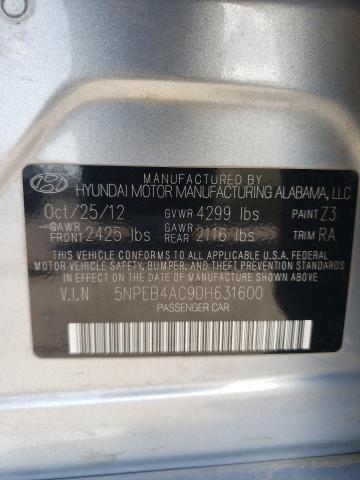 MANUFACTURED BY
HYUNDAI MOTOR MANUFACTURING ALABAMA, LLC
Oct/25/12 GVWR 4299 lbs PAINT Z3
GAWR FRONT 2425 lbs GAWR REAR 2116 lbs TRIM RA
THIS VEHICLE CONFORMS TO ALL APPLICABLE U.S.A. FEDERAL
MOTOR VEHICLE SAFETY, BUMPER, AND THEFT PREVENTION STANDARDS
IN EFFECT ON THE DATE OF MANUFACTURE SHOWN ABOVE.
V.I.N 5NPEB4AC9DH631600
PASSENGER CAR